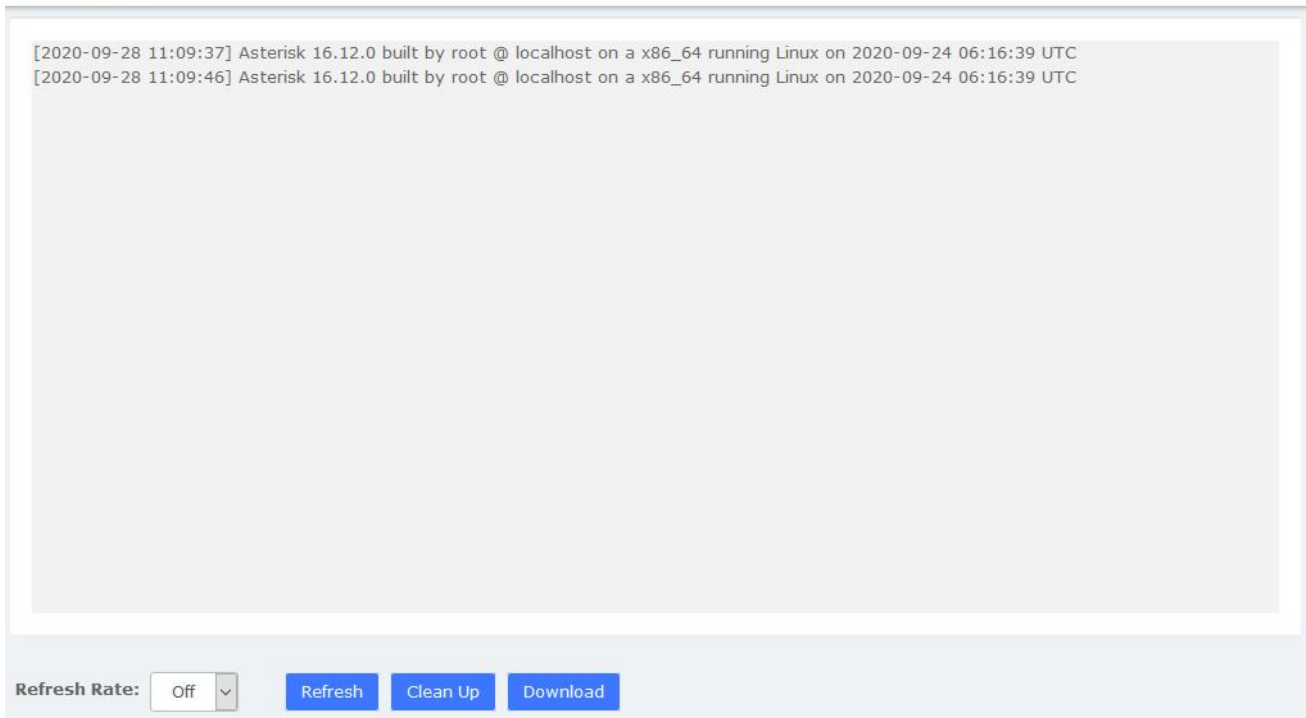 [2020-09-28 11:09:37] Asterisk 16.12.0 built by root @ localhost on a x86_64 running Linux on 2020-09-24 06:16:39 UTC
[2020-09-28 11:09:46] Asterisk 16.12.0 built by root @ localhost on a x86_64 running Linux on 2020-09-24 06:16:39 UTC
Refresh Rate: Off Refresh Clean Up Download